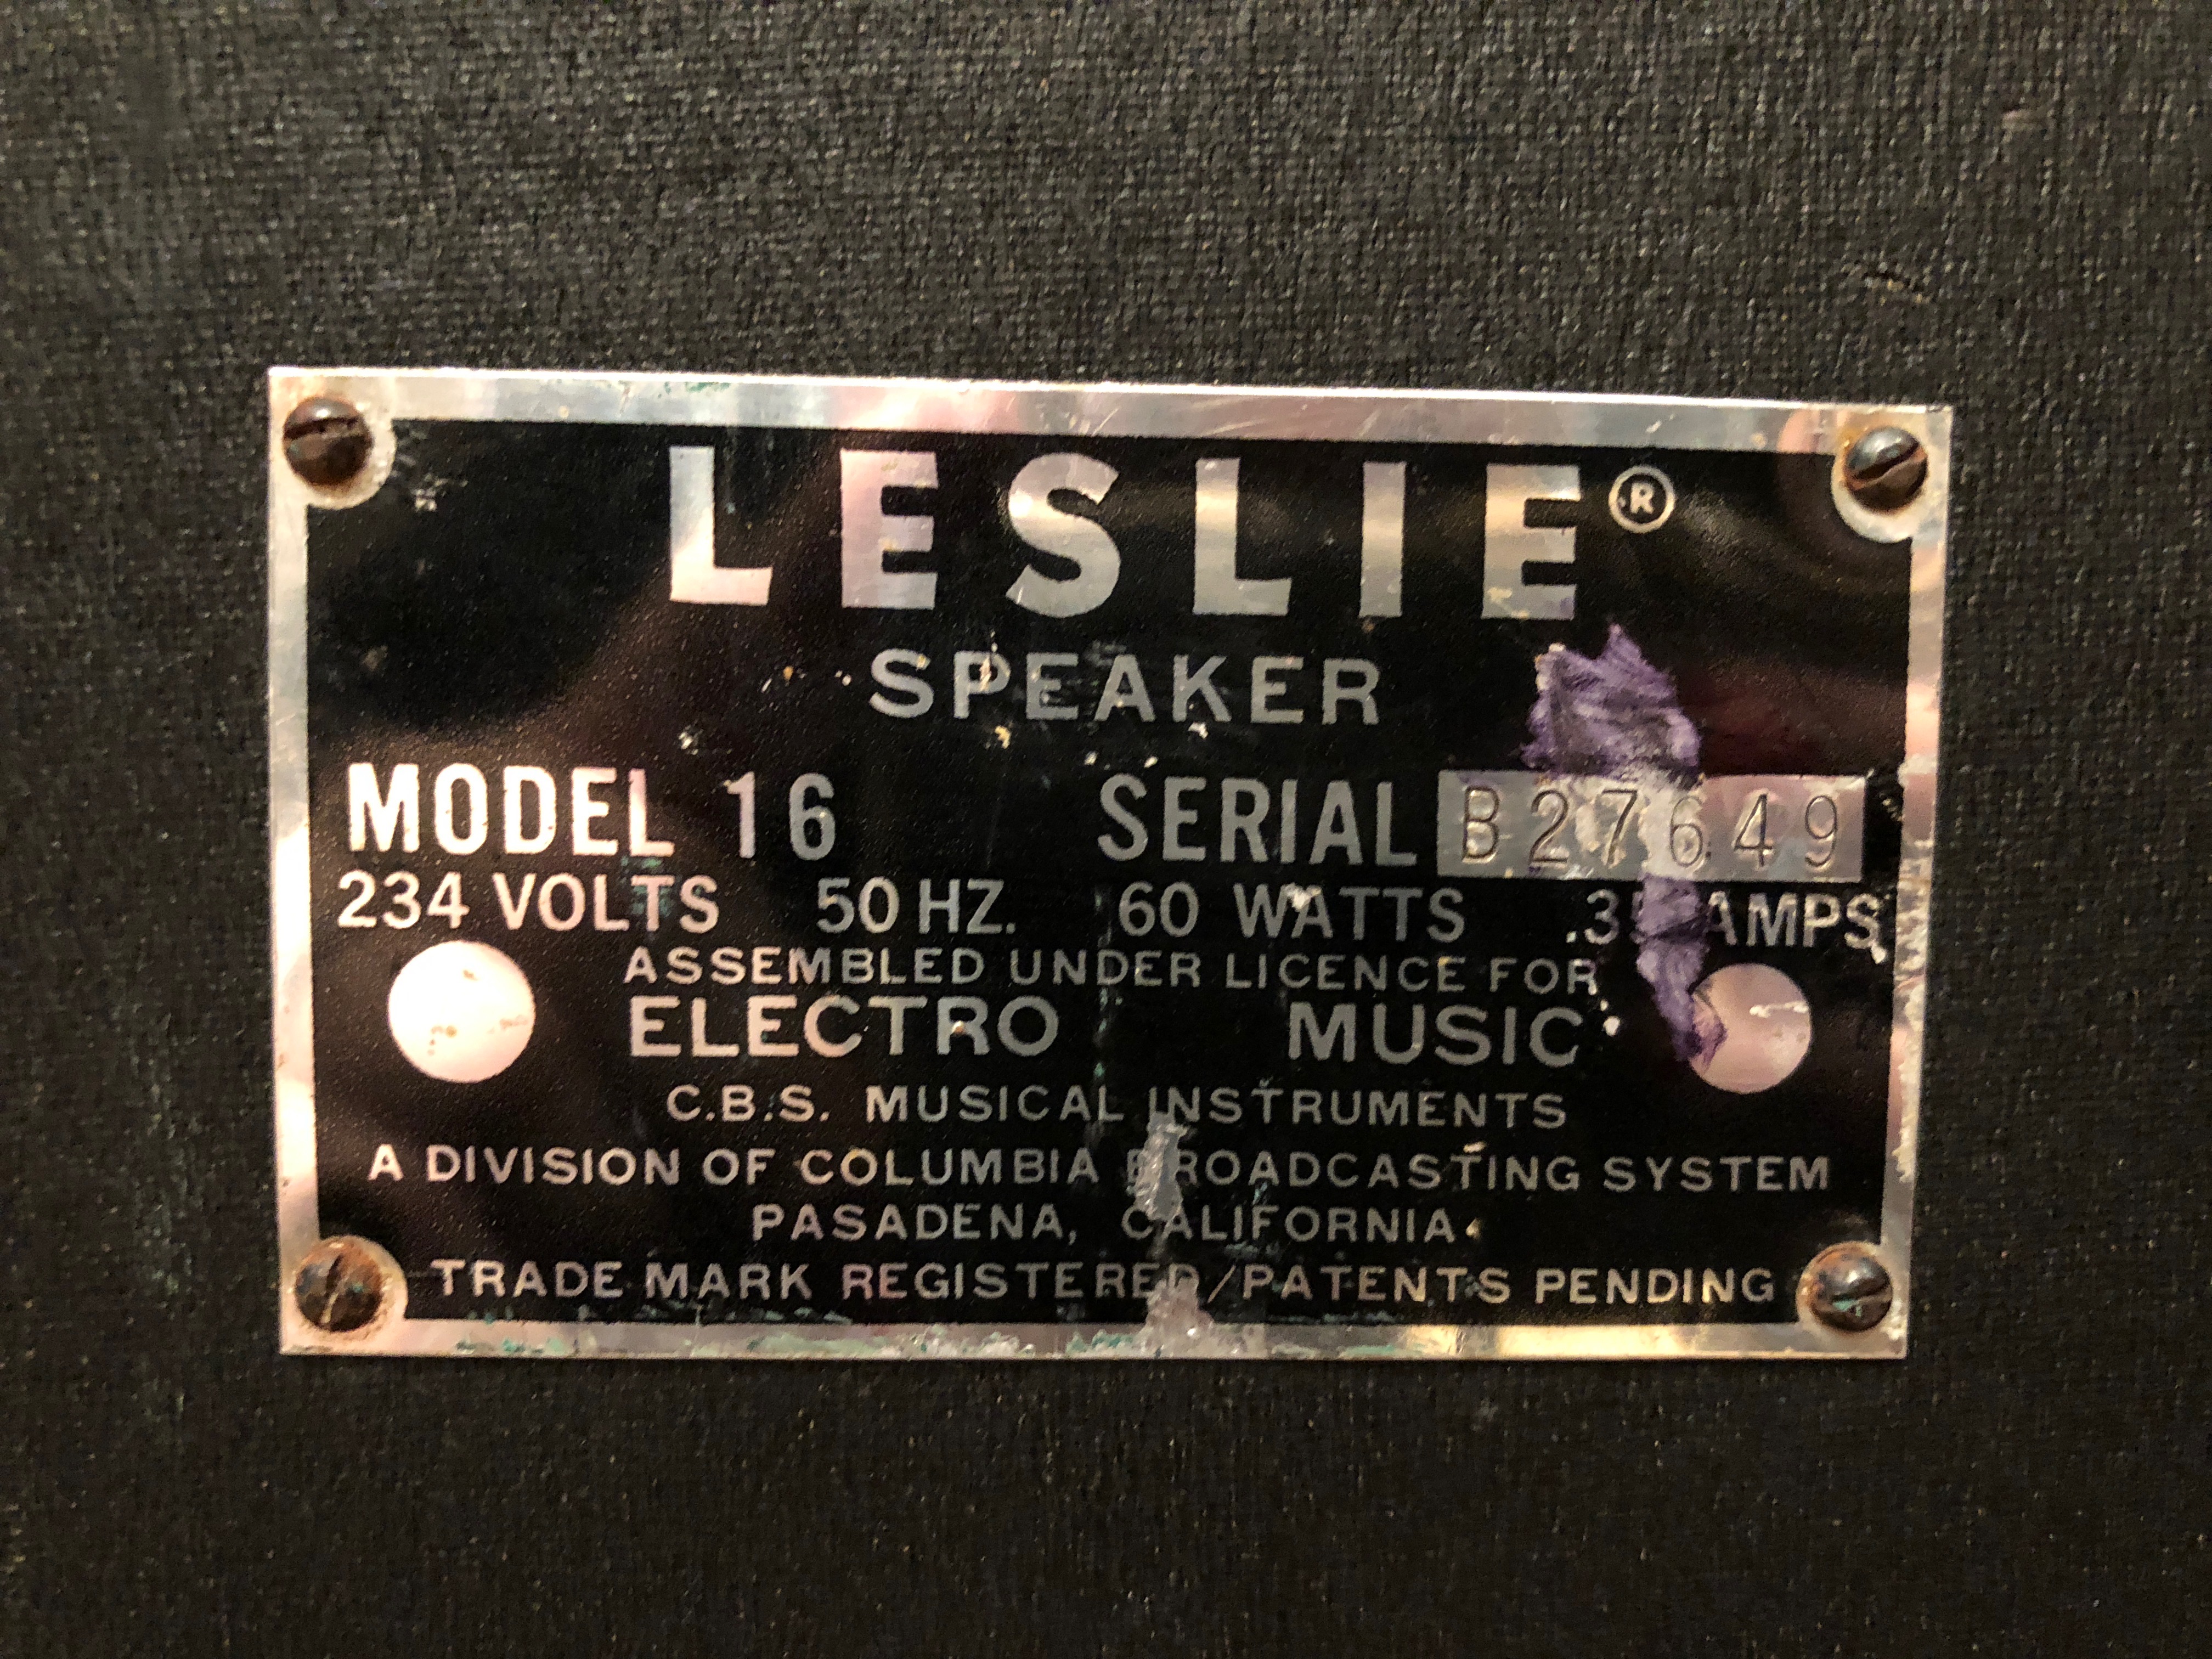 LESLIE®
SPEAKER
MODEL 16 SERIAL B27649
234 VOLTS 50 HZ. 60 WATTS AMPS
ASSEMBLED UNDER LICENCE FOR
ELECTRO MUSIC
C.B.S. MUSICAL INSTRUMENTS
A DIVISION OF COLUMBIA BROADCASTING SYSTEM
PASADENA, CALIFORNIA
TRADE MARK REGISTERED/PATENTS PENDING